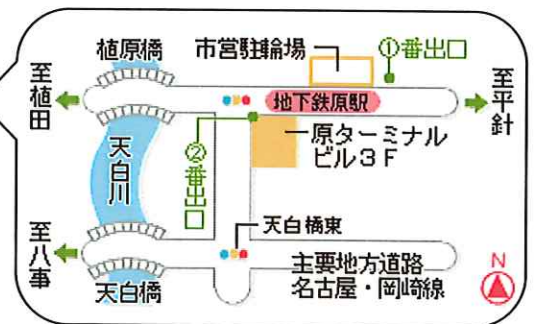 植原橋
市営駐輪場
①番出口
至植田
地下鉄原駅
至平針
天白川
②番出口
原ターミナル
ビル3F
天白橋東
至八事
天白橋
主要地方道路
名古屋・岡崎線
N